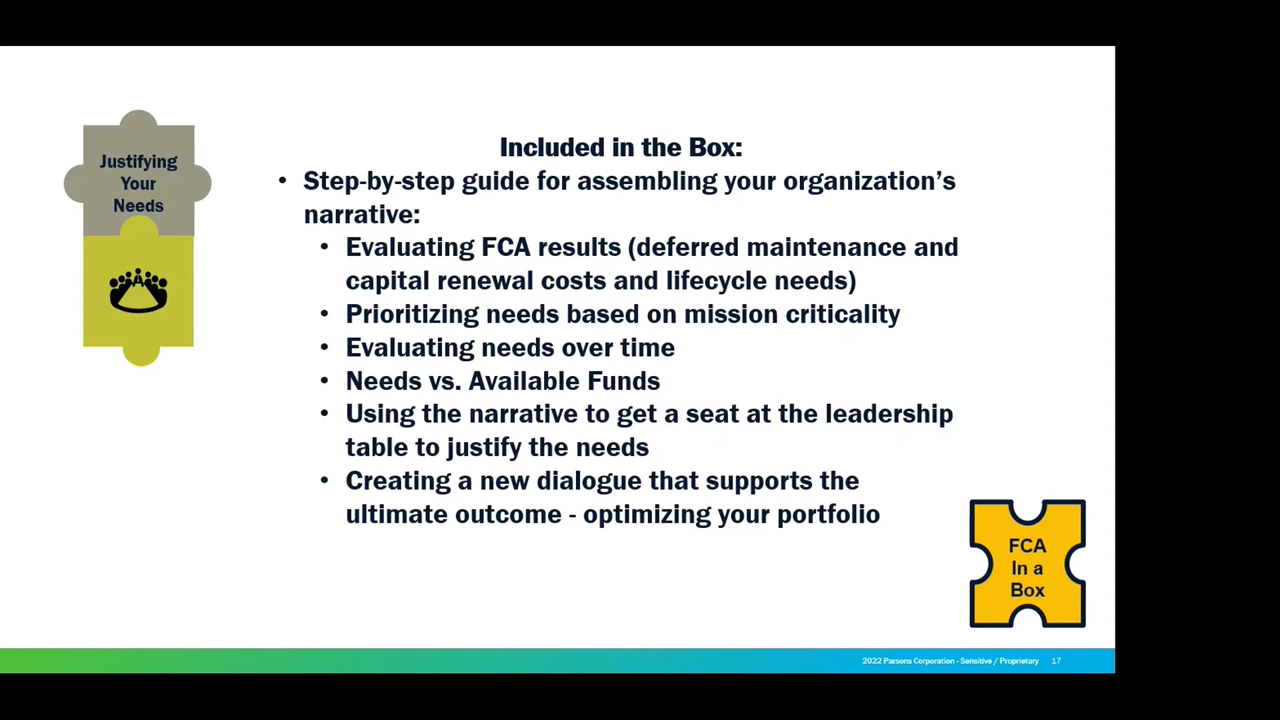 Justifying
Your
Needs
Included in the Box:
• Step-by-step guide for assembling your organization's
narrative:
• Evaluating FCA results (deferred maintenance and
capital renewal costs and lifecycle needs)
• Prioritizing needs based on mission criticality
• Evaluating needs over time
• Needs vs. Available Funds
• Using the narrative to get a seat at the leadership
table to justify the needs
• Creating a new dialogue that supports the
ultimate outcome - optimizing your portfolio
FCA
In a
Box
2022 Parsons Corporation - Sensitive / Proprietary 17